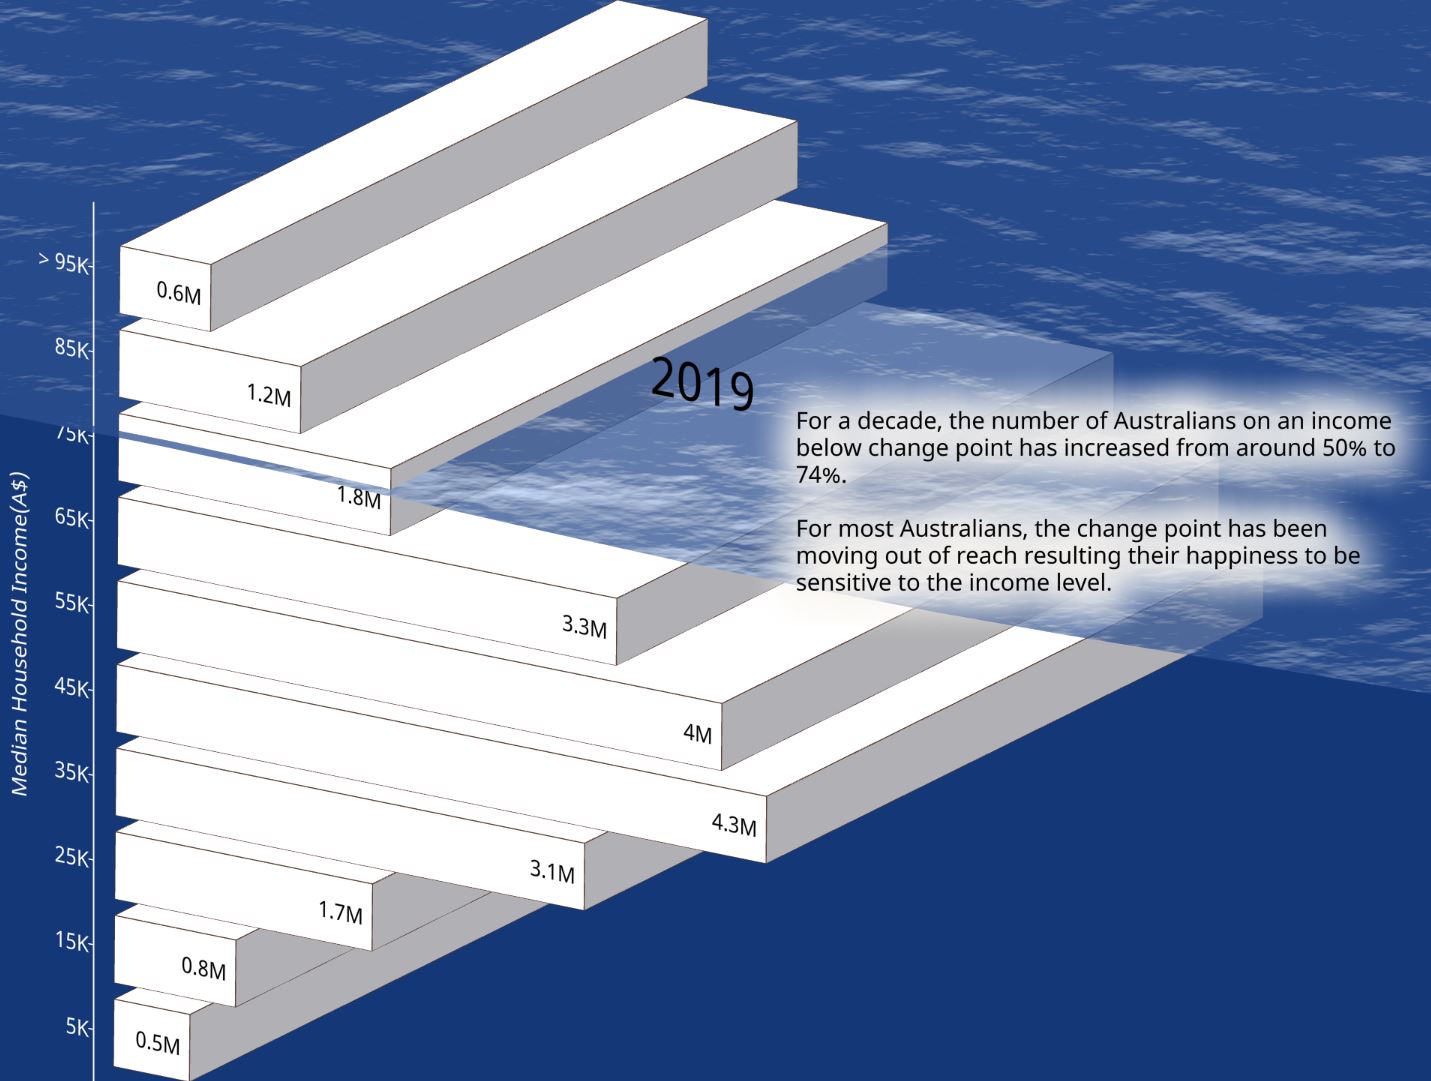 > 95K
0.6M
85K
1.2M
2019
75K
1.8M
For a decade, the number of Australians on an income
below change point has increased from around 50% to
74%.
65K
For most Australians, the change point has been
moving out of reach resulting their happiness to be
sensitive to the income level.
55K
3.3M
Median Household Income(A$)
45K
4M
35K
4.3M
25K
3.1M
1.7M
15K
0.8M
5K
0.5M